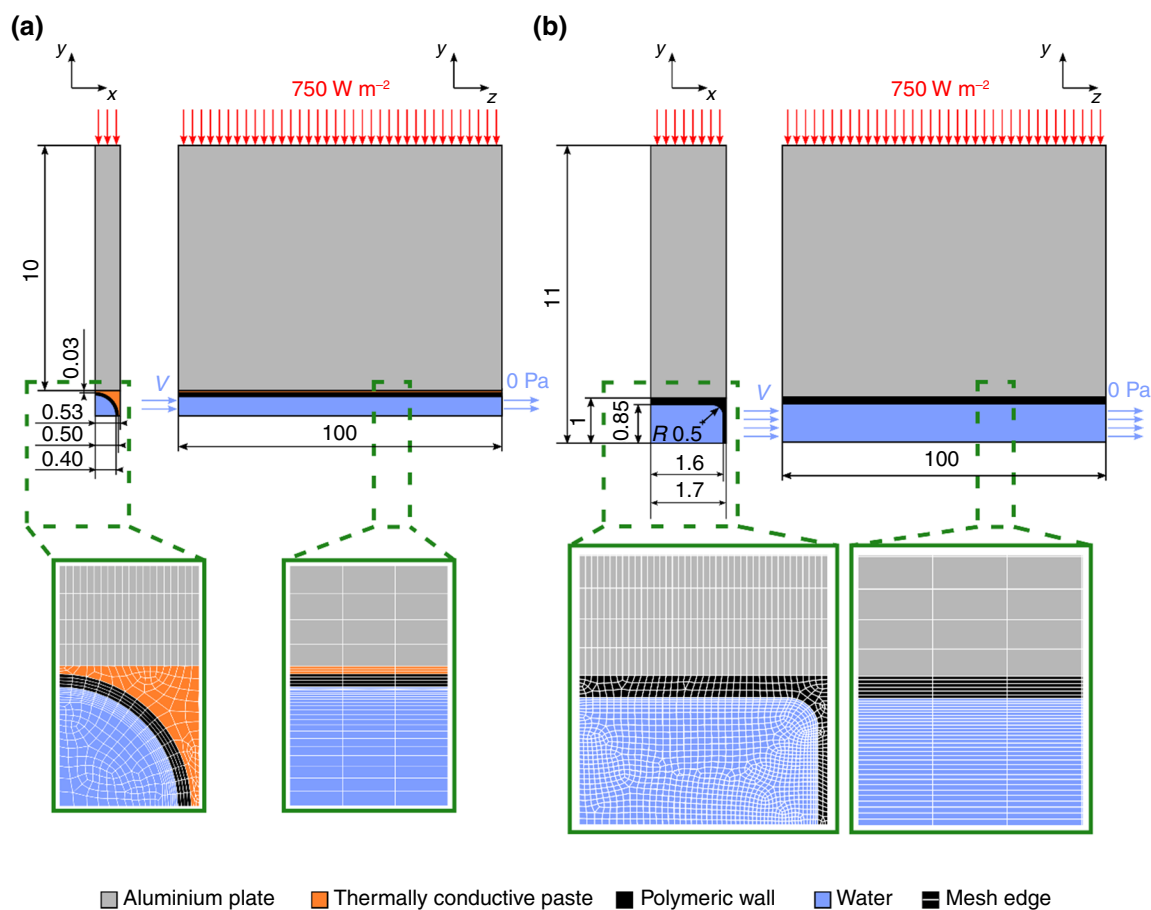 (a)
y
x
750 W m⁻²
y
z
10
0.03
0.53
0.50
0.40
V
0 Pa
100
(b)
y
x
750 W m⁻²
y
z
11
1
0.85
R 0.5
1.6
1.7
V
0 Pa
100
Aluminium plate
Thermally conductive paste
Polymeric wall
Water
Mesh edge